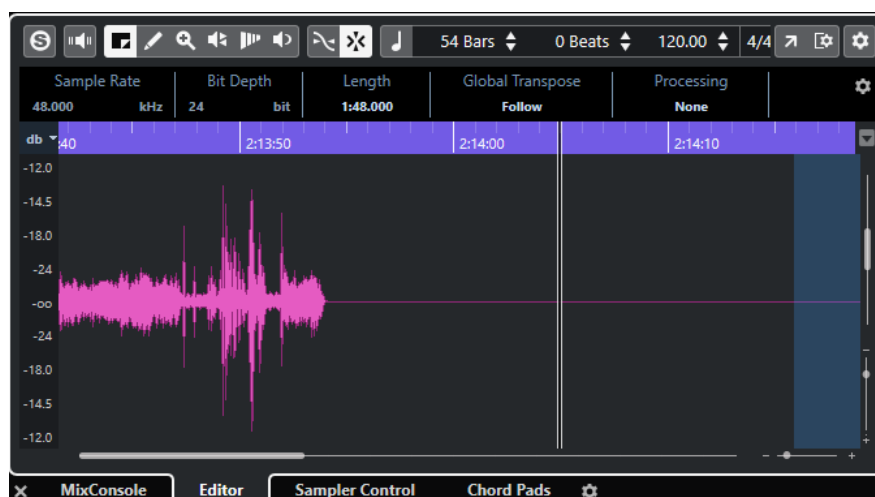 54 Bars 0 Beats 120.00 4/4
Sample Rate Bit Depth Length Global Transpose Processing
48.000 kHz 24 bit 1:48.000 Follow None
db :40 2:13:50 2:14:00 2:14:10
-12.0
-14.5
-18.0
-24
-∞
-24
-18.0
-14.5
-12.0
MixConsole Editor Sampler Control Chord Pads